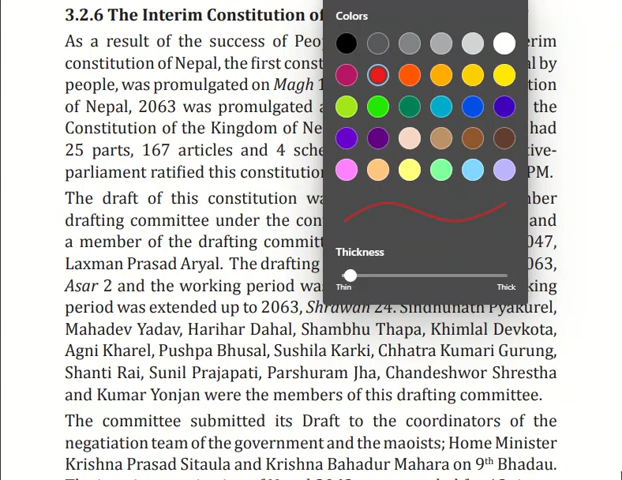 3.2.6 The Interim Constitution of
As a result of the success of Peo erim
constitution of Nepal, the first const al by
people, was promulgated on Magh 1 tion
of Nepal, 2063 was promulgated a the
Constitution of the Kingdom of Ne had
25 parts, 167 articles and 4 sche tive-
parliament ratified this constitution PM.
The draft of this constitution wa nber
drafting committee under the con and
a member of the drafting committ 047,
Laxman Prasad Aryal. The drafting 063,
Asar 2 and the working period wa king
period was extended up to 2063, Shrawan 24. Sindhunath Pyakurel,
Mahadev Yadav, Harihar Dahal, Shambhu Thapa, Khimlal Devkota,
Agni Kharel, Pushpa Bhusal, Sushila Karki, Chhatra Kumari Gurung,
Shanti Rai, Sunil Prajapati, Parshuram Jha, Chandeshwor Shrestha
and Kumar Yonjan were the members of this drafting committee.
The committee submitted its Draft to the coordinators of the
negatiation team of the government and the maoists; Home Minister
Krishna Prasad Sitaula and Krishna Bahadur Mahara on 9th Bhadau.
Colors
Thickness
Thin Thick